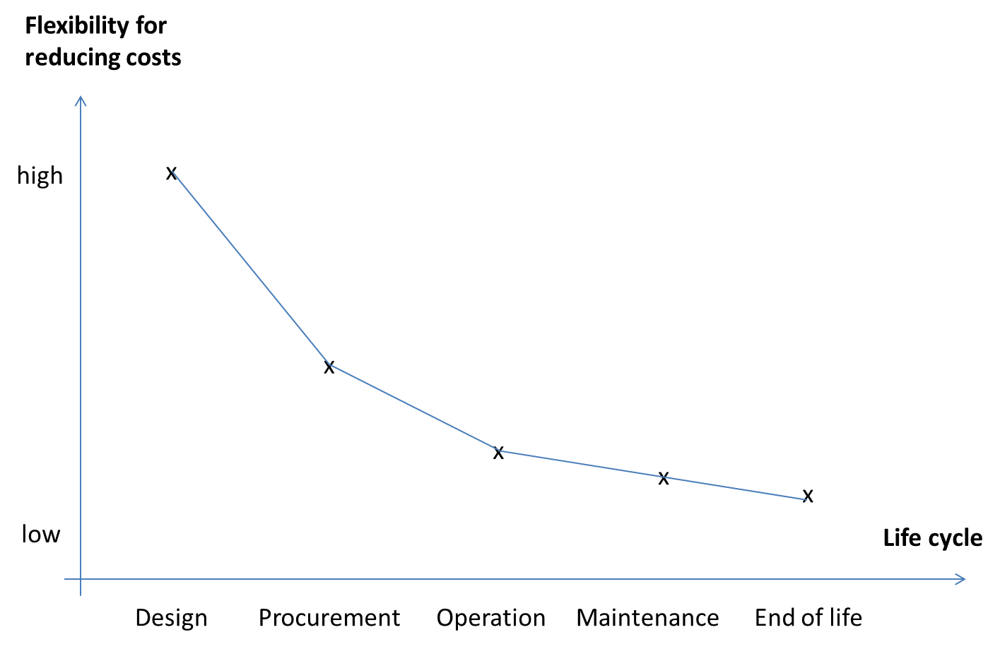 Flexibility for
reducing costs
high
x
x
x
x
x
low
Life cycle
Design Procurement Operation Maintenance End of life